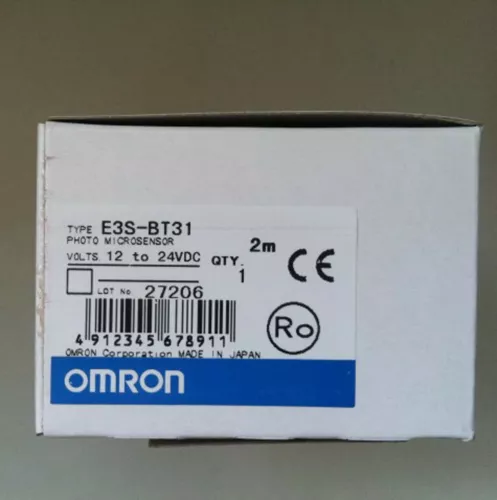 TYPE E3S-BT31
PHOTO MICROSENSOR
VOLTS. 12 to 24VDC QTY. 2m
1
CE
LOT No. 27206
Ro
4 912345 678911
OMRON Corporation MADE IN JAPAN
OMRON